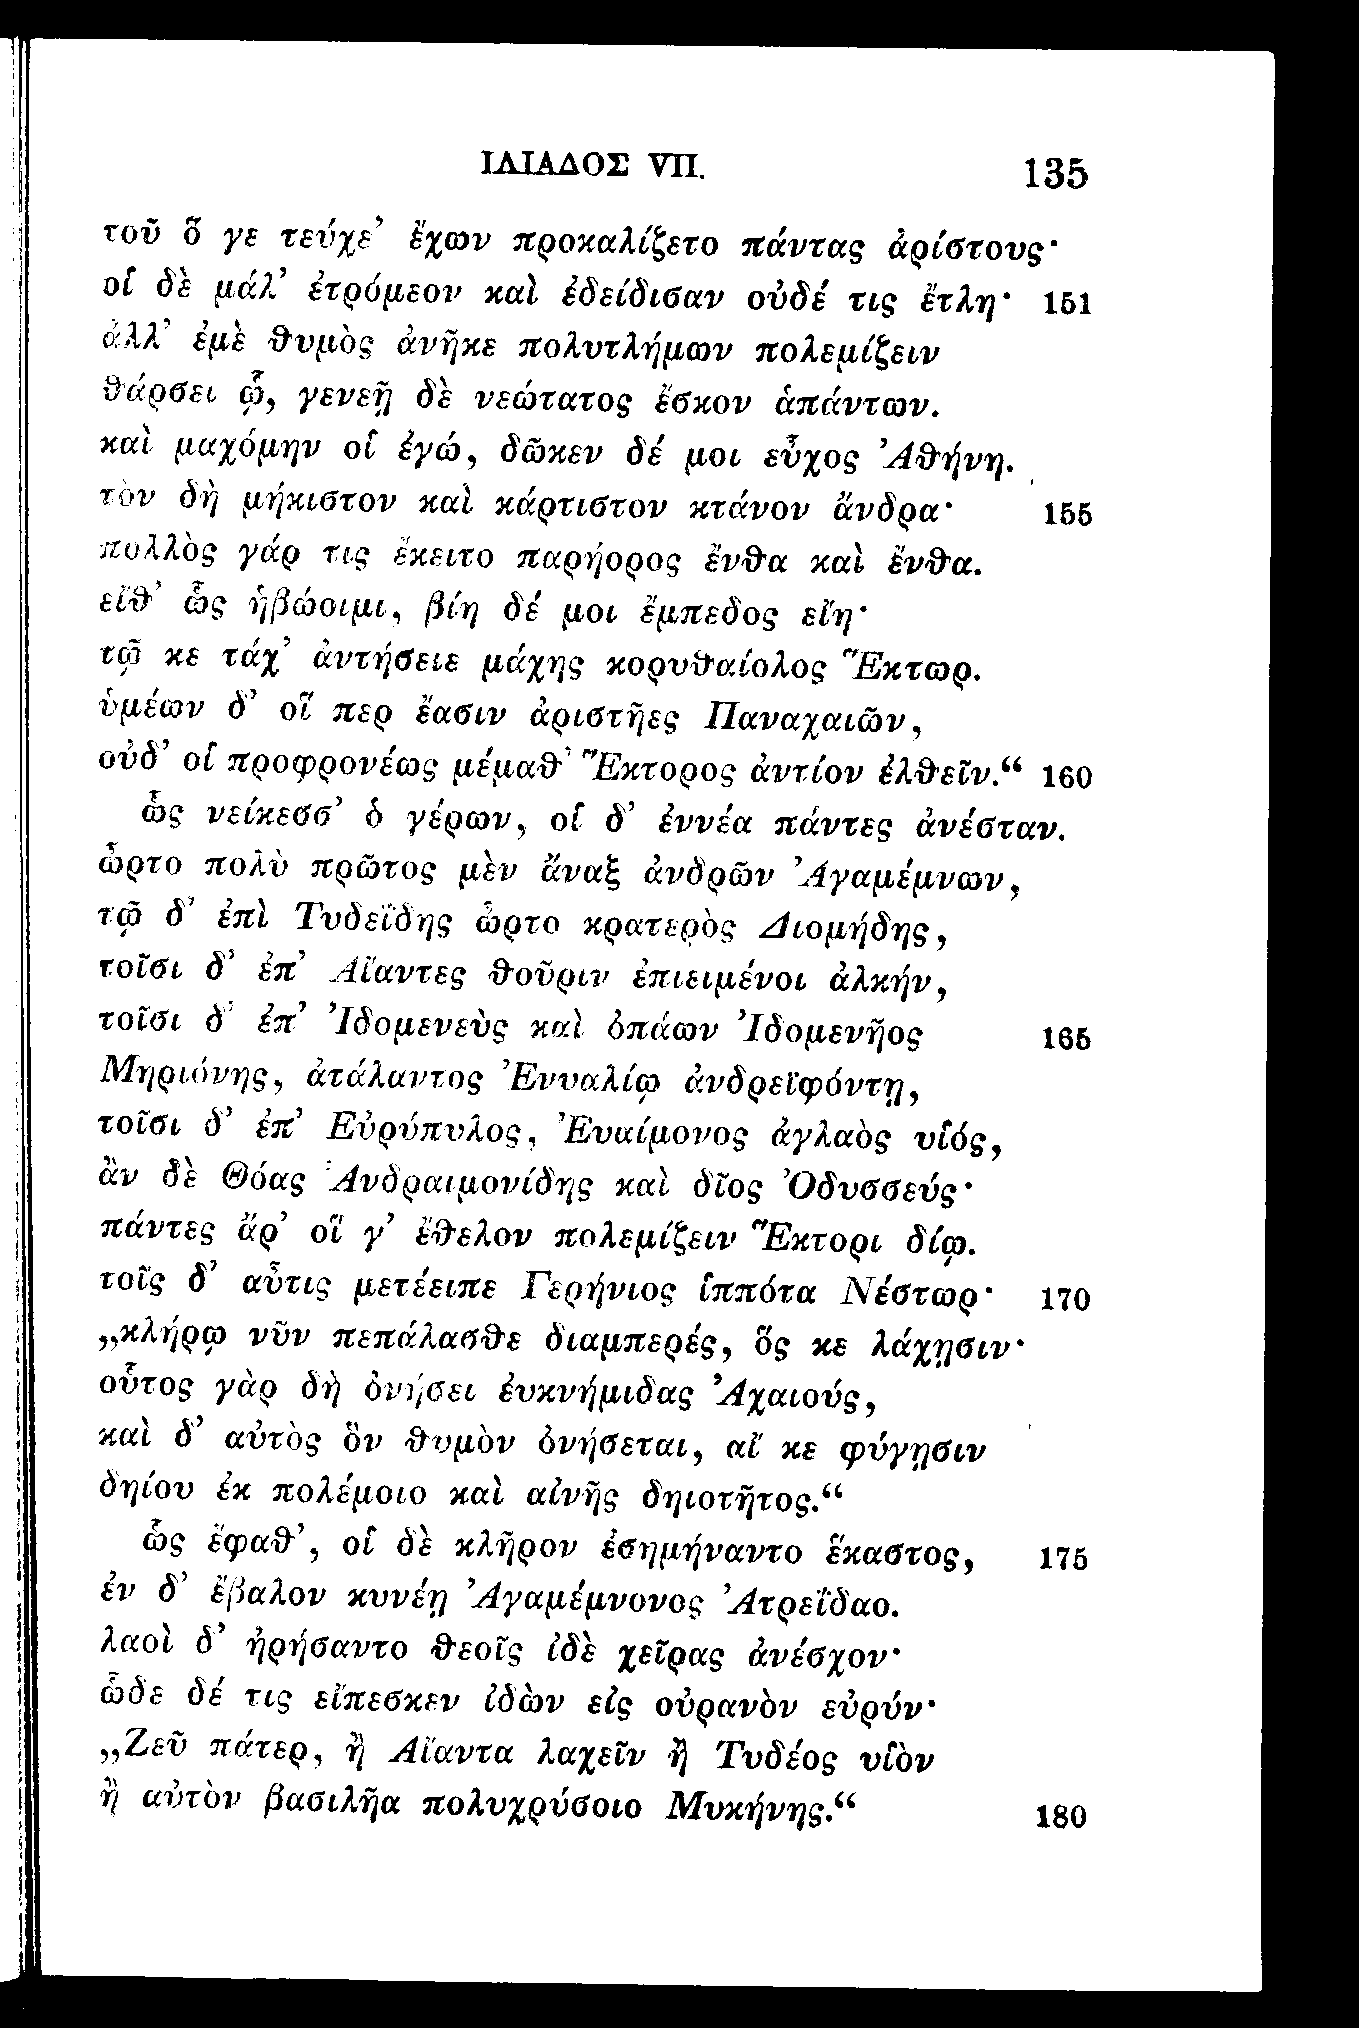 ΙΛΙΑΔΟΣ VII. 135
τοῦ ὅ γε τεύχε’ ἔχων προκαλίζετο πάντας ἀρίστους·
οἱ δὲ μάλ’ ἐτρόμεον καὶ ἐδείδισαν οὐδέ τις ἔτλη· 151
ἀλλ’ ἐμὲ θυμὸς ἀνῆκε πολυτλήμων πολεμίζειν
θάρσει ᾧ, γενεῇ δὲ νεώτατος ἔσκον ἁπάντων.
καὶ μαχόμην οἱ ἐγώ, δῶκεν δέ μοι εὖχος Ἀθήνη.
τὸν δὴ μήκιστον καὶ κάρτιστον κτάνον ἄνδρα· 155
πολλὸς γάρ τις ἔκειτο παρήορος ἔνθα καὶ ἔνθα.
εἴθ’ ὣς ἡβώοιμι, βίη δέ μοι ἔμπεδος εἴη·
τῷ κε τάχ’ ἀντήσειε μάχης κορυθαίολος Ἕκτωρ.
ὑμέων δ’ οἵ περ ἔασιν ἀριστῆες Παναχαιῶν,
οὐδ’ οἳ προφρονέως μέμαθ’ Ἕκτορος ἀντίον ἐλθεῖν.“ 160
ὣς νείκεσσ’ ὁ γέρων, οἱ δ’ ἐννέα πάντες ἀνέσταν.
ὦρτο πολὺ πρῶτος μὲν ἄναξ ἀνδρῶν Ἀγαμέμνων,
τῷ δ’ ἐπὶ Τυδεΐδης ὦρτο κρατερὸς Διομήδης,
τοῖσι δ’ ἐπ’ Αἴαντες θοῦριν ἐπιειμένοι ἀλκήν,
τοῖσι δ’ ἐπ’ Ἰδομενεὺς καὶ ὀπάων Ἰδομενῆος 165
Μηριόνης, ἀτάλαντος Ἐνυαλίῳ ἀνδρεϊφόντῃ,
τοῖσι δ’ ἐπ’ Εὐρύπυλος, Ἐυαίμονος ἀγλαὸς υἱός,
ἂν δὲ Θόας Ἀνδραιμονίδης καὶ δῖος Ὀδυσσεύς·
πάντες ἄρ’ οἵ γ’ ἔθελον πολεμίζειν Ἕκτορι δίῳ.
τοῖς δ’ αὖτις μετέειπε Γερήνιος ἱππότα Νέστωρ· 170
„κλήρῳ νῦν πεπάλασθε διαμπερές, ὅς κε λάχῃσιν·
οὗτος γὰρ δὴ ὀνήσει ἐυκνήμιδας Ἀχαιούς,
καὶ δ’ αὐτὸς ὃν θυμὸν ὀνήσεται, αἴ κε φύγῃσιν
δηίου ἐκ πολέμοιο καὶ αἰνῆς δηιοτῆτος.“
ὣς ἔφαθ’, οἱ δὲ κλῆρον ἐσημήναντο ἕκαστος, 175
ἐν δ’ ἔβαλον κυνέῃ Ἀγαμέμνονος Ἀτρεΐδαο.
λαοὶ δ’ ἠρήσαντο θεοῖς ἰδὲ χεῖρας ἀνέσχον·
ὧδε δέ τις εἴπεσκεν ἰδὼν εἰς οὐρανὸν εὐρύν·
„Ζεῦ πάτερ, ἢ Αἴαντα λαχεῖν ἢ Τυδέος υἱὸν
ἢ αὐτὸν βασιλῆα πολυχρύσοιο Μυκήνης.“ 180